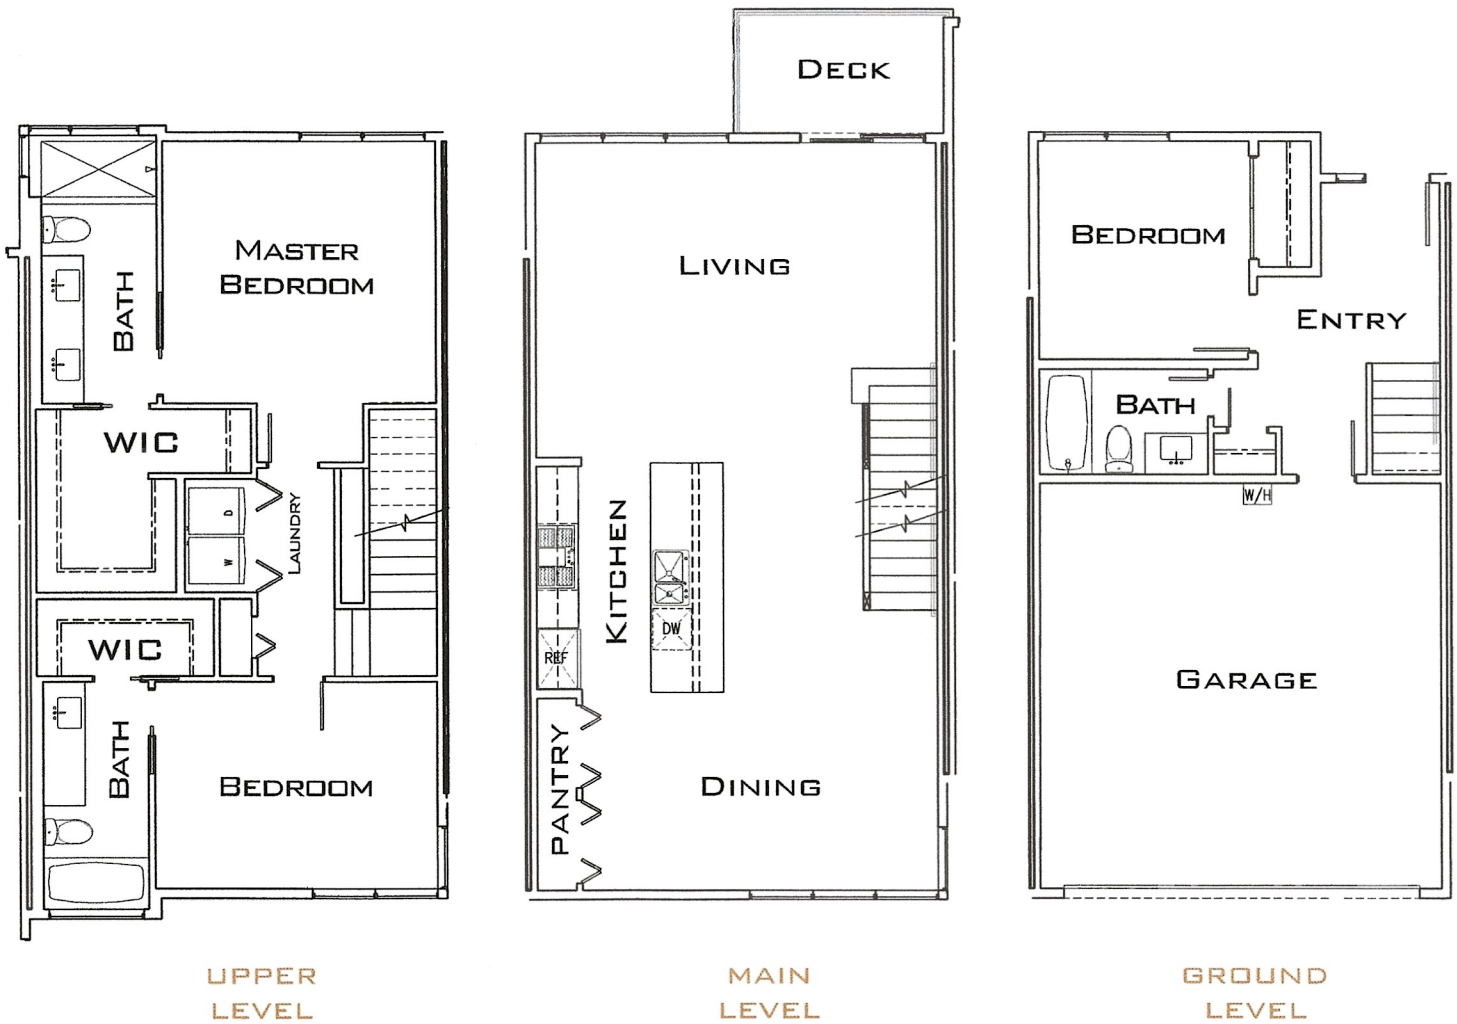 MASTER
BEDROOM
BATH
WIC
D
W
LAUNDRY
WIC
BATH
BEDROOM
UPPER
LEVEL
DECK
LIVING
KITCHEN
DW
REF
PANTRY
DINING
MAIN
LEVEL
BEDROOM
ENTRY
BATH
W/H
GARAGE
GROUND
LEVEL